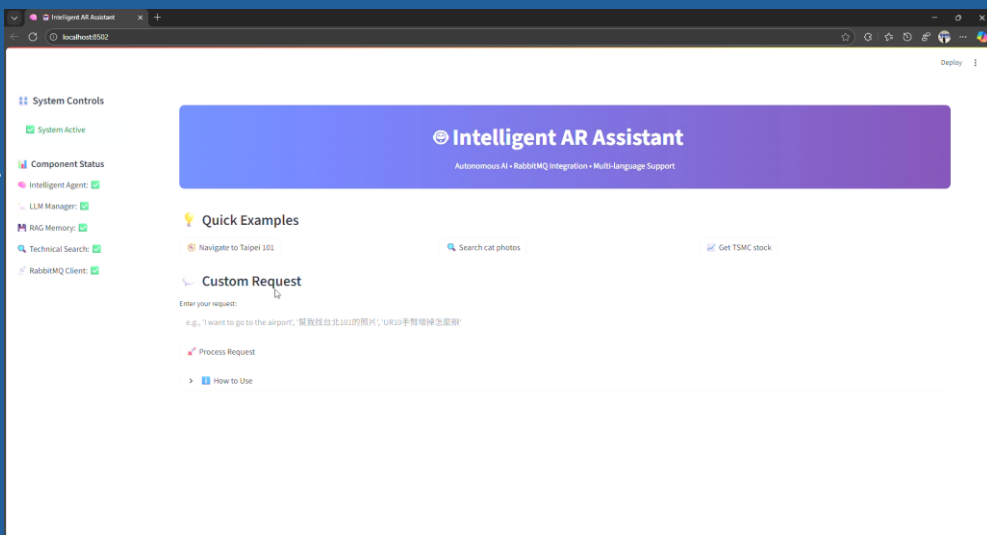 Intelligent AR Assistant
localhost:8502
Deploy
System Controls
System Active
Component Status
Intelligent Agent:
LLM Manager:
RAG Memory:
Technical Search:
RabbitMQ Client:
Intelligent AR Assistant
Autonomous AI • RabbitMQ Integration • Multi-language Support
Quick Examples
Navigate to Taipei 101
Search cat photos
Get TSMC stock
Custom Request
Enter your request:
e.g., 'I want to go to the airport', '幫我找台北101的照片', 'UR10手臂壞掉怎麼辦'
Process Request
How to Use